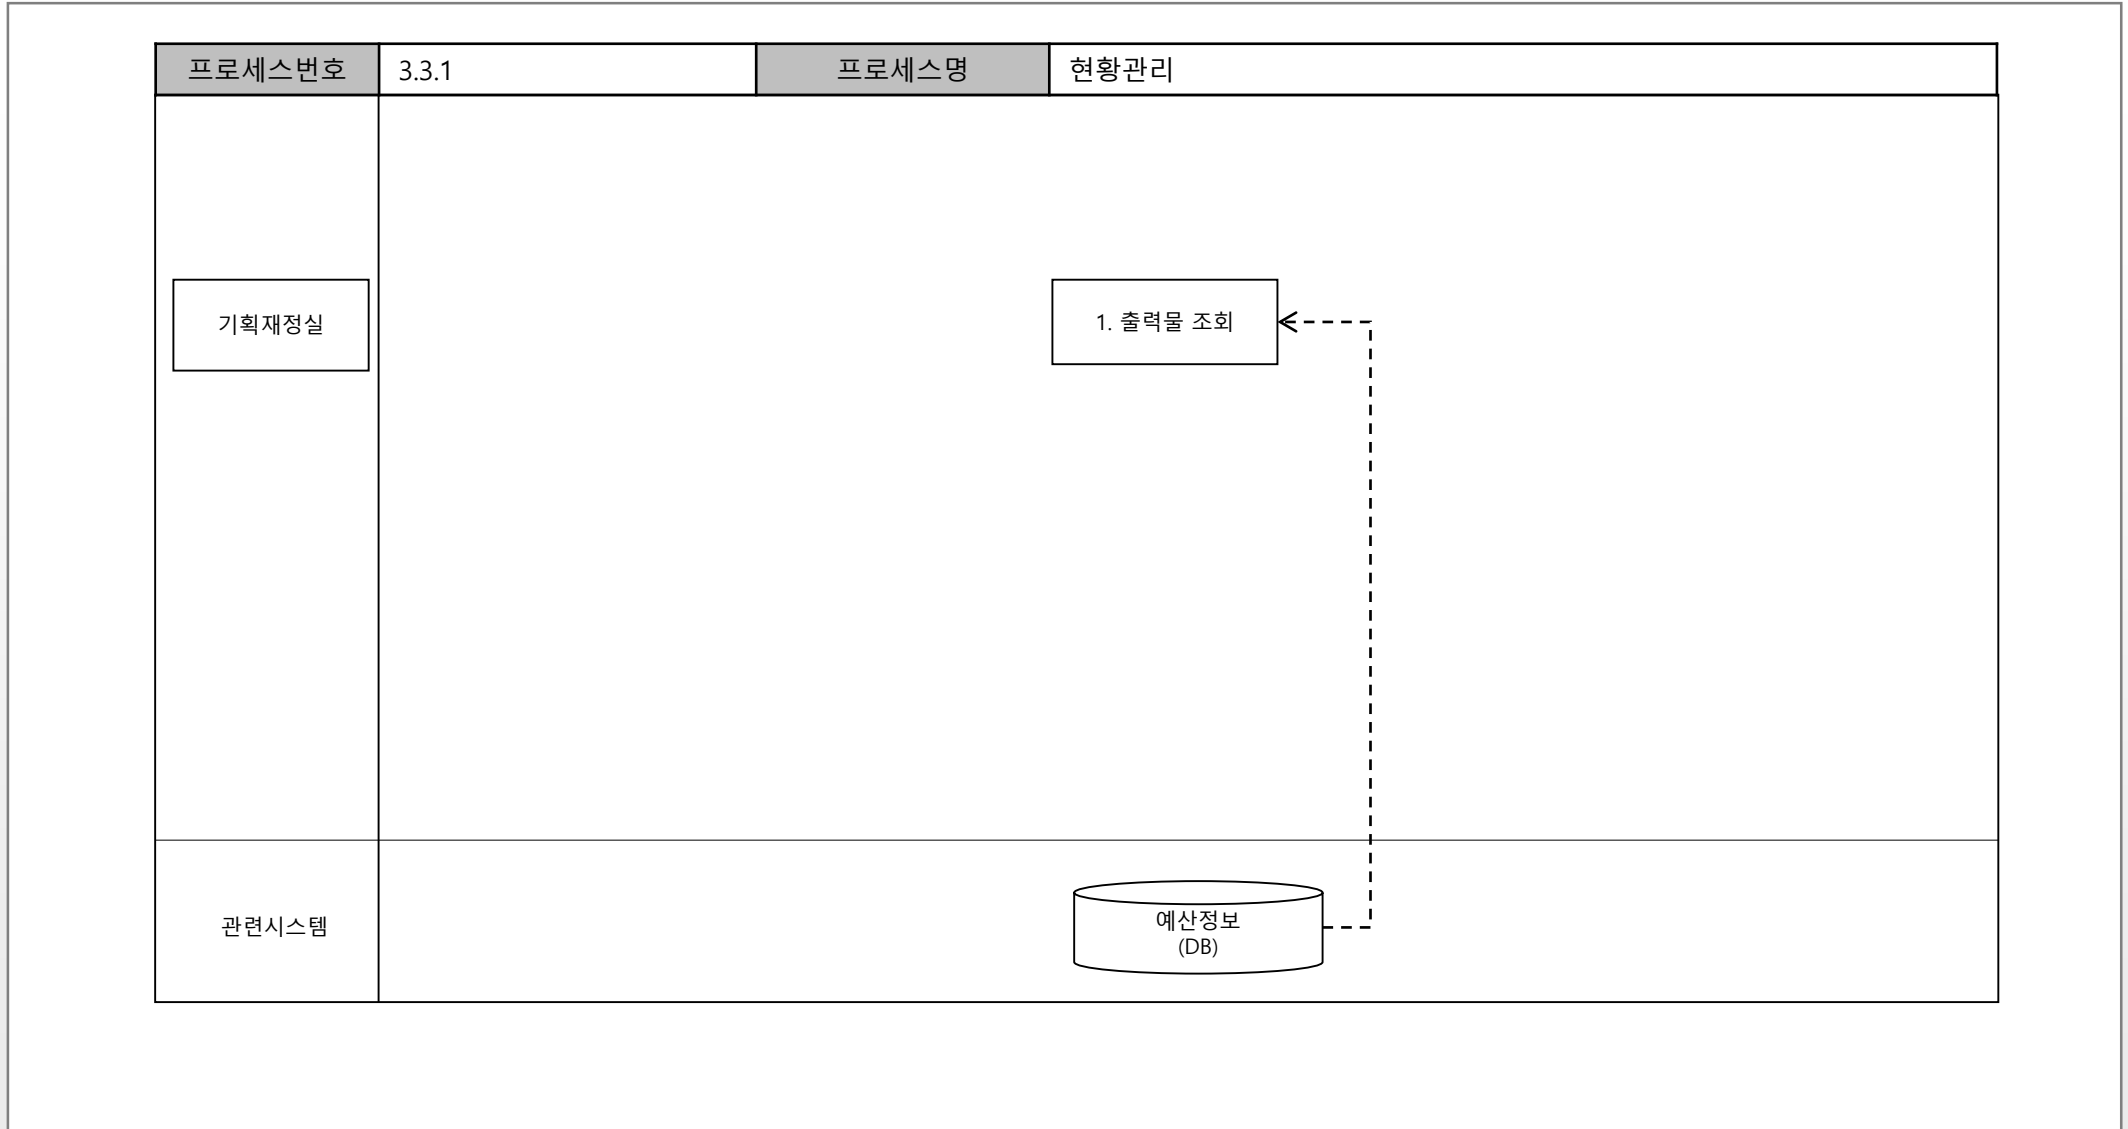 프로세스번호 3.3.1 프로세스명 현황관리
기획재정실
1. 출력물 조회
관련시스템
예산정보
(DB)